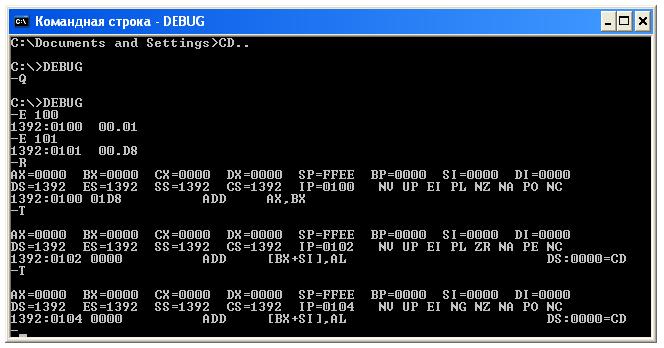 Командная строка - DEBUG
C:\Documents and Settings>CD..
C:\>DEBUG
-Q
C:\>DEBUG
-E 100
1392:0100  00.01
-E 101
1392:0101  00.D8
-R
AX=0000  BX=0000  CX=0000  DX=0000  SP=FFEE  BP=0000  SI=0000  DI=0000
DS=1392  ES=1392  SS=1392  CS=1392  IP=0100   NV UP EI PL NZ NA PO NC
1392:0100 01D8          ADD     AX,BX
-T
AX=0000  BX=0000  CX=0000  DX=0000  SP=FFEE  BP=0000  SI=0000  DI=0000
DS=1392  ES=1392  SS=1392  CS=1392  IP=0102   NV UP EI PL ZR NA PE NC
1392:0102 0000          ADD     [BX+SI],AL                         DS:0000=CD
-T
AX=0000  BX=0000  CX=0000  DX=0000  SP=FFEE  BP=0000  SI=0000  DI=0000
DS=1392  ES=1392  SS=1392  CS=1392  IP=0104   NV UP EI NG NZ NA PO NC
1392:0104 0000          ADD     [BX+SI],AL                         DS:0000=CD
-_